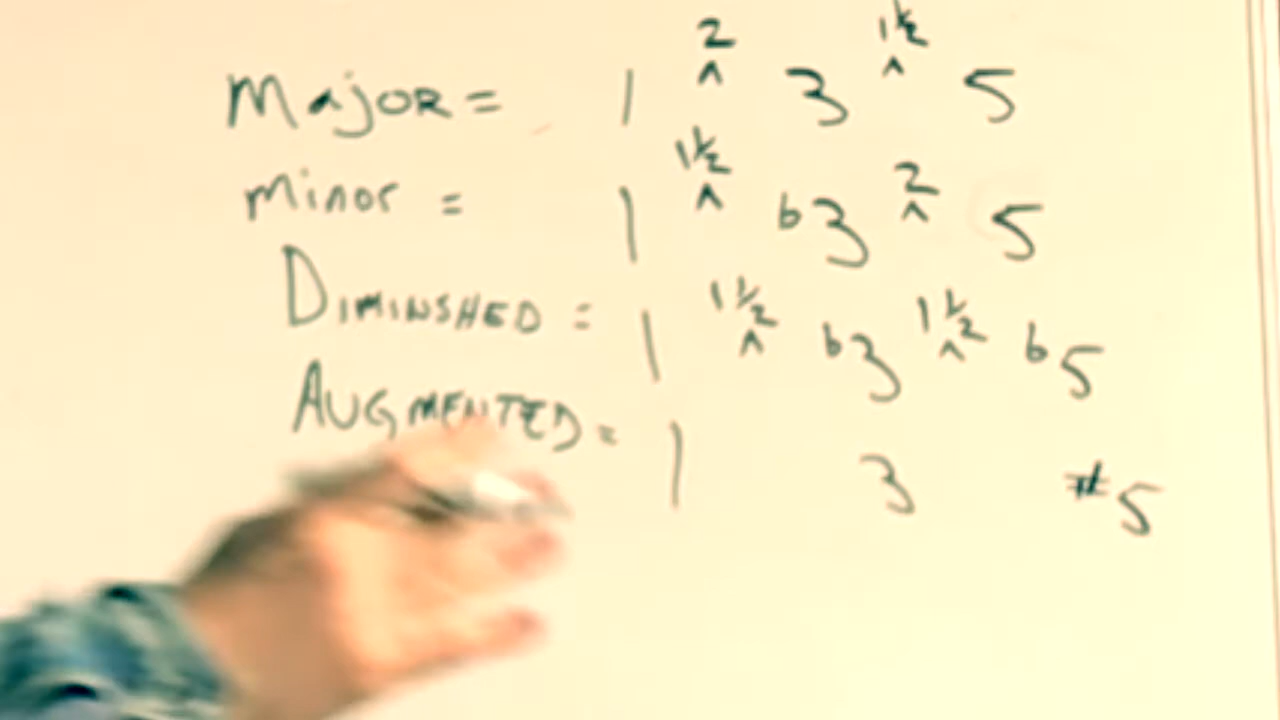 Major = 1 2 ^ 3 1½ ^ 5
minor = 1 1½ ^ b3 2 ^ 5
DIMINSHED = 1 1½ ^ b3 1½ ^ b5
AUGMENTED = 1 3 #5